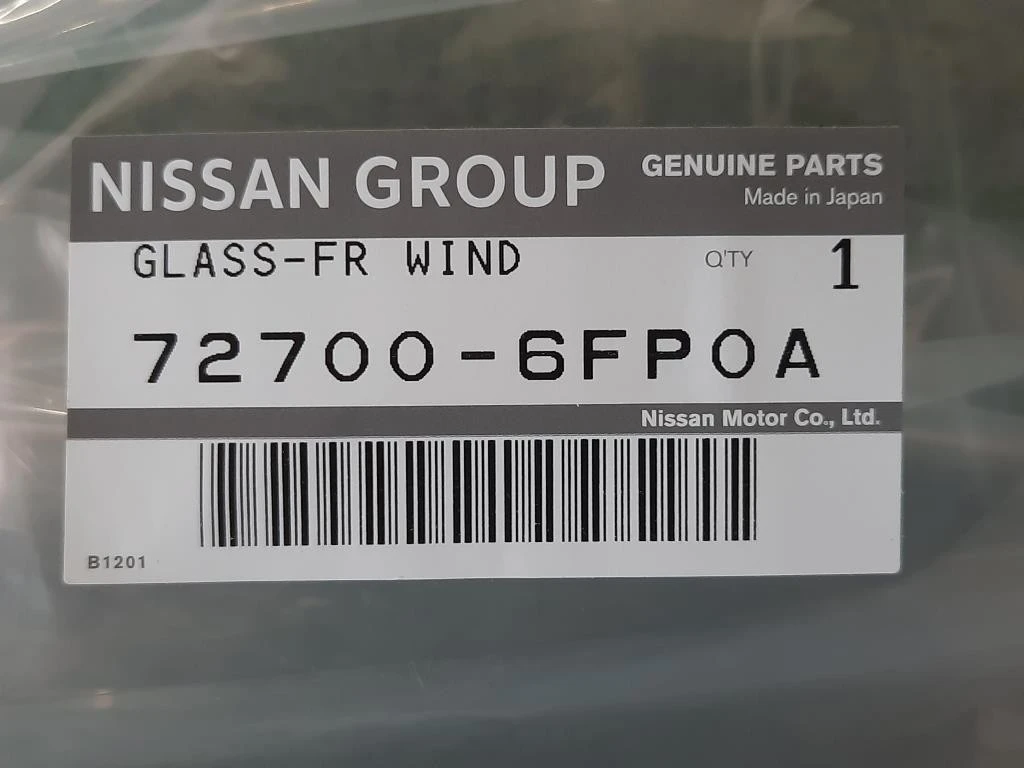 NISSAN GROUP
GENUINE PARTS
Made in Japan
GLASS-FR WIND
Q'TY 1
72700-6FP0A
Nissan Motor Co., Ltd.
B1201